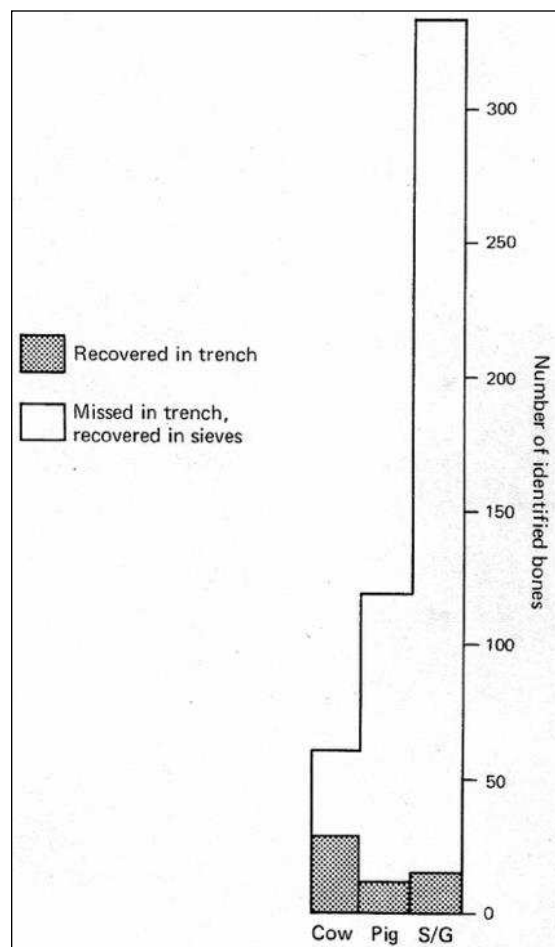 Recovered in trench
Missed in trench,
recovered in sieves
300
250
200
150
100
50
0
Number of identified bones
Cow Pig S/G